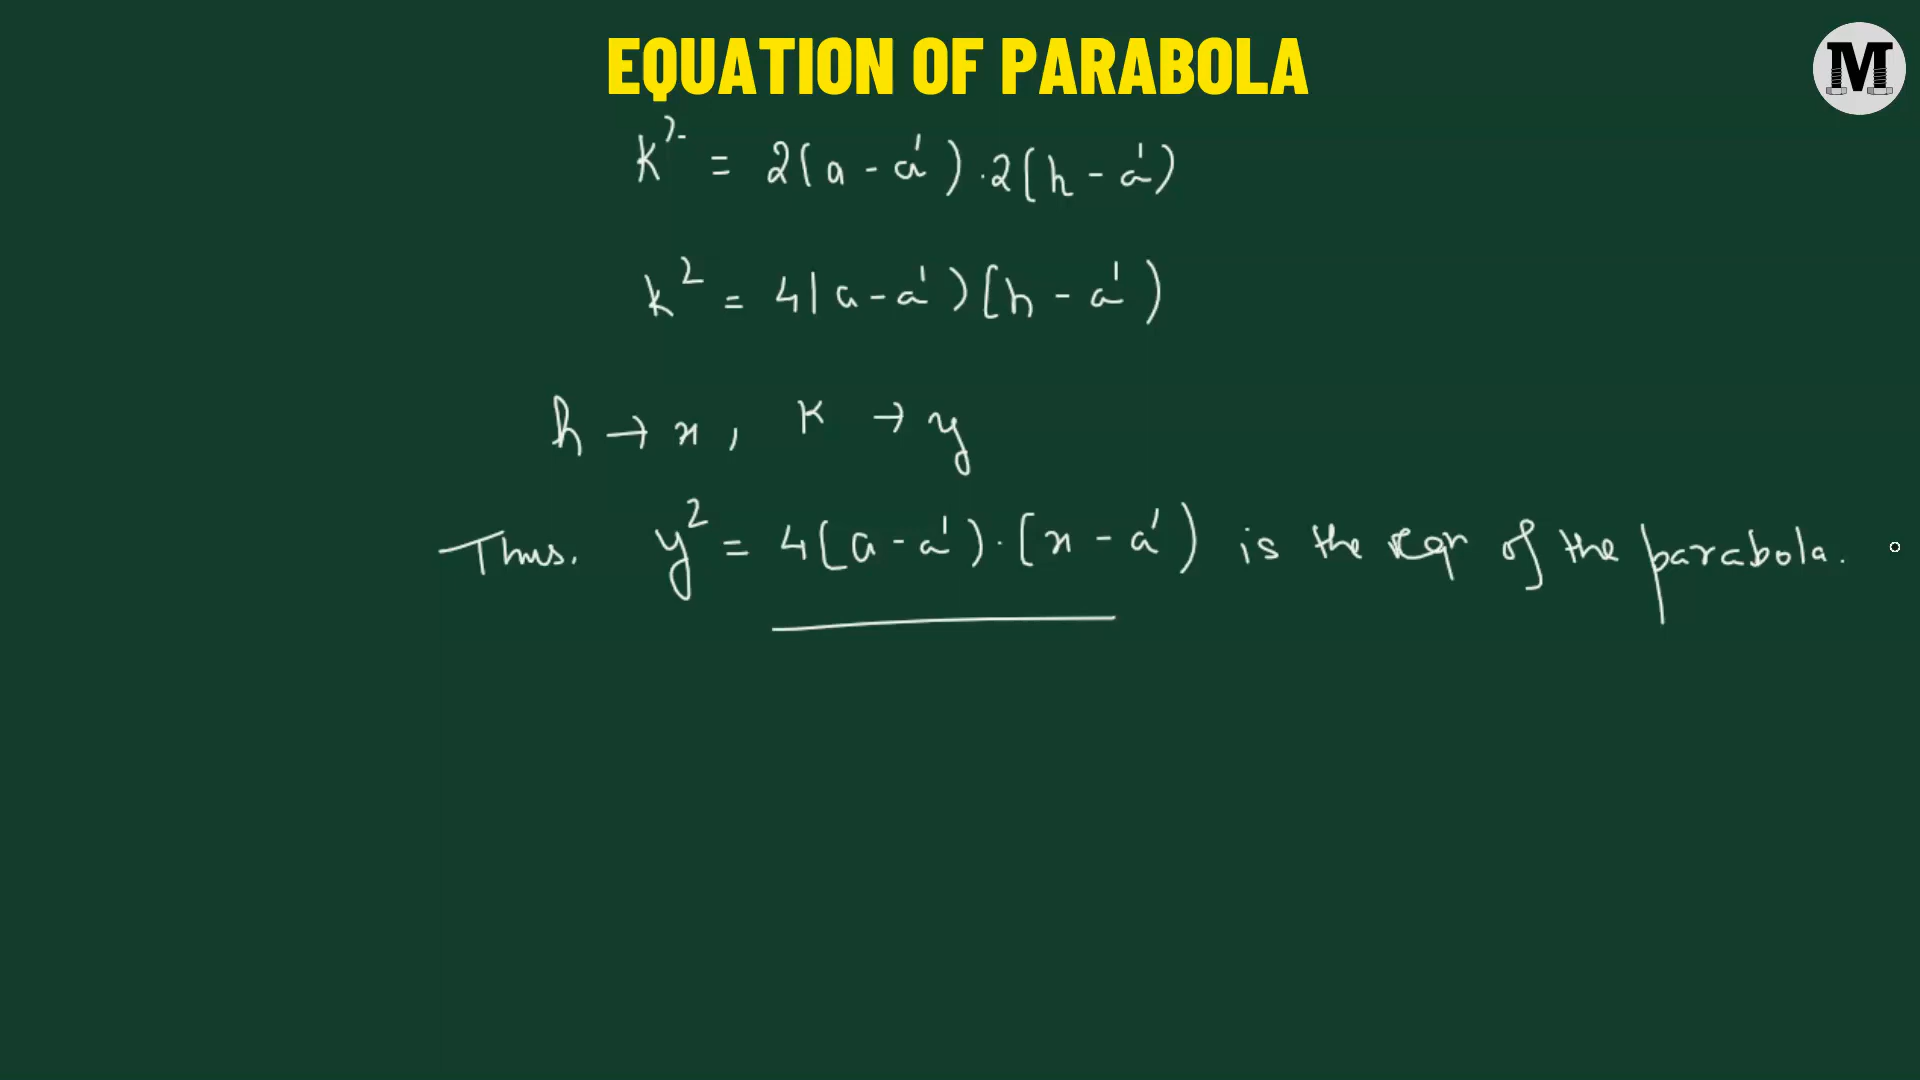 EQUATION OF PARABOLA
M
K² = 2(a - a') . 2(h - a')
k² = 4(a - a')(h - a')
h → x, K → y
Thus. y² = 4(a - a') . (x - a') is the eqn of the parabola.